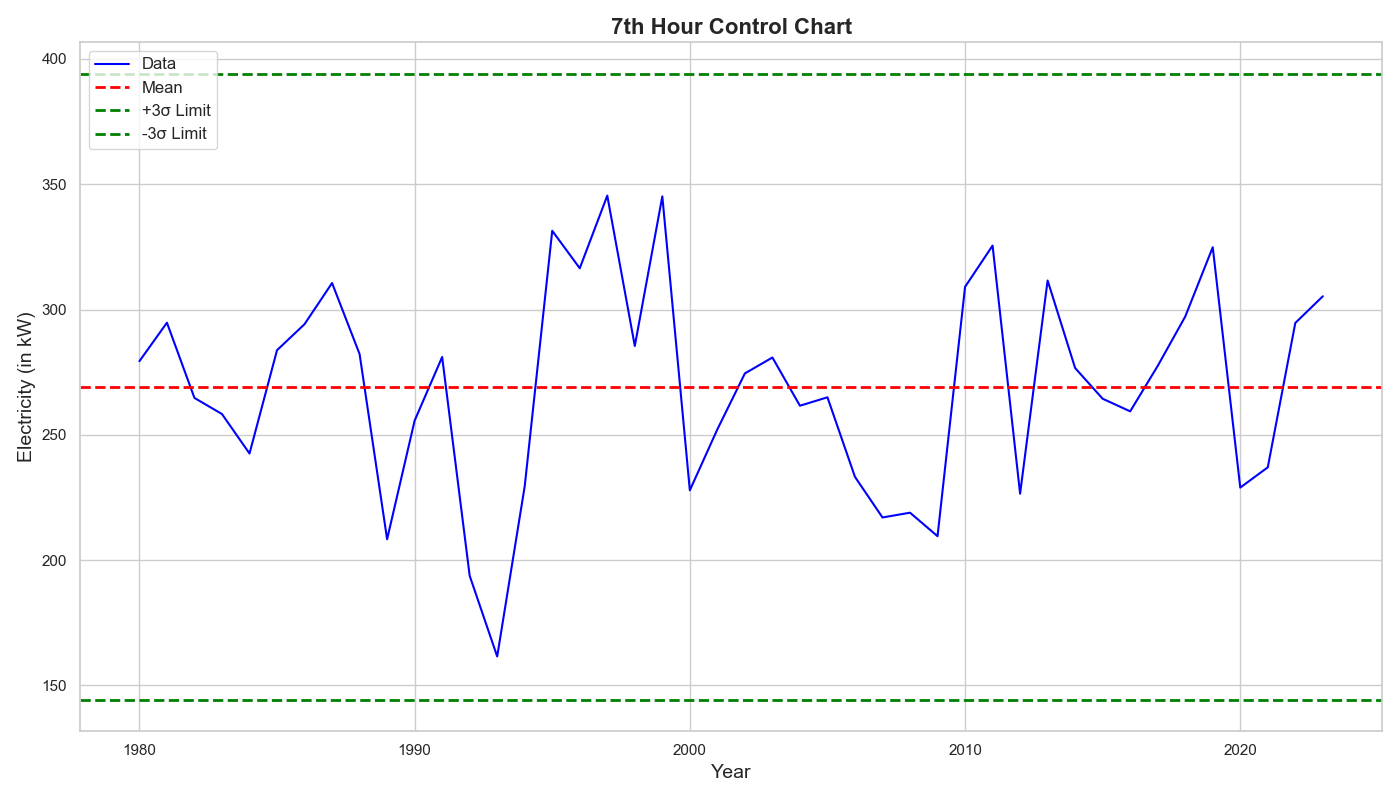 7th Hour Control Chart
Data
Mean
+3σ Limit
-3σ Limit
Electricity (in kW)
400
350
300
250
200
150
1980
1990
2000
2010
2020
Year